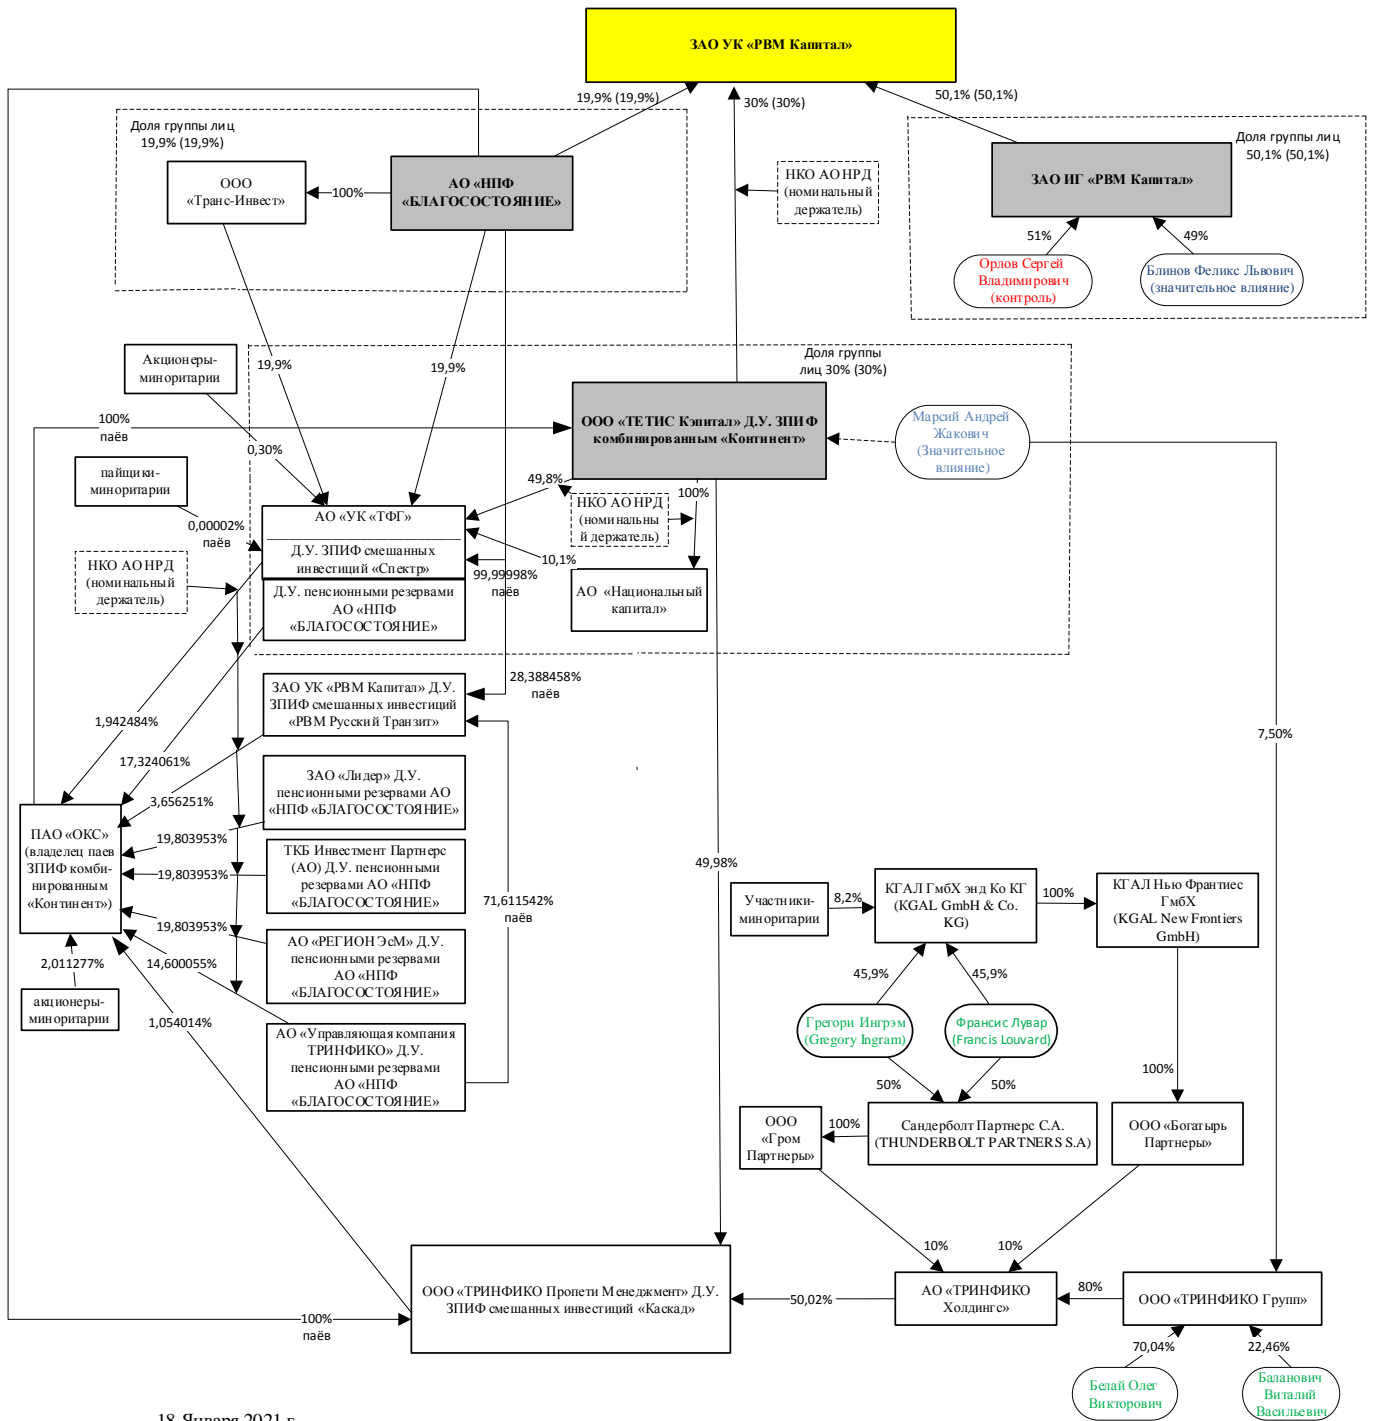 ЗАО УК «РВМ Капитал»
19,9% (19,9%)
30% (30%)
50,1% (50,1%)
Доля группы лиц
19,9% (19,9%)
ООО
«Транс-Инвест»
100%
АО «НПФ
«БЛАГОСОСТОЯНИЕ»
НКО АО НРД
(номинальный
держатель)
Доля группы лиц
50,1% (50,1%)
ЗАО ИГ «РВМ Капитал»
51%
49%
Орлов Сергей
Владимирович
(контроль)
Блинов Феликс Львович
(значительное влияние)
Акционеры-
миноритарии
19,9%
19,9%
Доля группы
лиц 30% (30%)
100%
паёв
0,30%
ООО «ТЕТИС Кэпитал» Д.У. ЗПИФ
комбинированным «Континент»
Марсий Андрей
Жакович
(Значительное
влияние)
пайщики-
миноритарии
0,00002%
паёв
49,8%
100%
НКО АО НРД
(номинальны
й держатель)
АО «УК «ТФГ»
Д.У. ЗПИФ смешанных
инвестиций «Спектр»
Д.У. пенсионными резервами
АО «НПФ
«БЛАГОСОСТОЯНИЕ»
10,1%
99,99998%
паёв
НКО АО НРД
(номинальный
держатель)
АО «Национальный
капитал»
28,388458%
паёв
ЗАО УК «РВМ Капитал» Д.У.
ЗПИФ смешанных инвестиций
«РВМ Русский Транзит»
1,942484%
17,324061%
7,50%
ЗАО «Лидер» Д.У.
пенсионными резервами АО
«НПФ «БЛАГОСОСТОЯНИЕ»
3,656251%
19,803953%
ПАО «ОКС»
(владелец паев
ЗПИФ комби-
нированным
«Континент»)
ТКБ Инвестмент Партнерс
(АО) Д.У. пенсионными
резервами АО «НПФ
«БЛАГОСОСТОЯНИЕ»
19,803953%
49,98%
71,611542%
паёв
19,803953%
АО «РЕГИОН ЭсМ» Д.У.
пенсионными резервами
АО «НПФ
«БЛАГОСОСТОЯНИЕ»
2,011277%
14,600055%
акционеры-
миноритарии
1,054014%
АО «Управляющая компания
ТРИНФИКО» Д.У.
пенсионными резервами
АО «НПФ
«БЛАГОСОСТОЯНИЕ»
Участники-
миноритарии
8,2%
КГАЛ ГмбХ энд Ко КГ
(KGAL GmbH & Co.
KG)
100%
КГАЛ Нью Франтиес
ГмбХ
(KGAL New Frontiers
GmbH)
45,9%
45,9%
Грегори Ингрэм
(Gregory Ingram)
Франсис Лувар
(Francis Louvard)
50%
50%
100%
ООО
«Гром
Партнеры»
100%
Сандерболт Партнерс С.А.
(THUNDERBOLT PARTNERS S.A)
ООО «Богатырь
Партнеры»
10%
10%
ООО «ТРИНФИКО Пропети Менеджмент» Д.У.
ЗПИФ смешанных инвестиций «Каскад»
50,02%
АО «ТРИНФИКО
Холдингс»
80%
ООО «ТРИНФИКО Групп»
100%
паёв
70,04%
22,46%
Белай Олег
Викторович
Баланович
Виталий
Васильевич
18 Января 2021 г